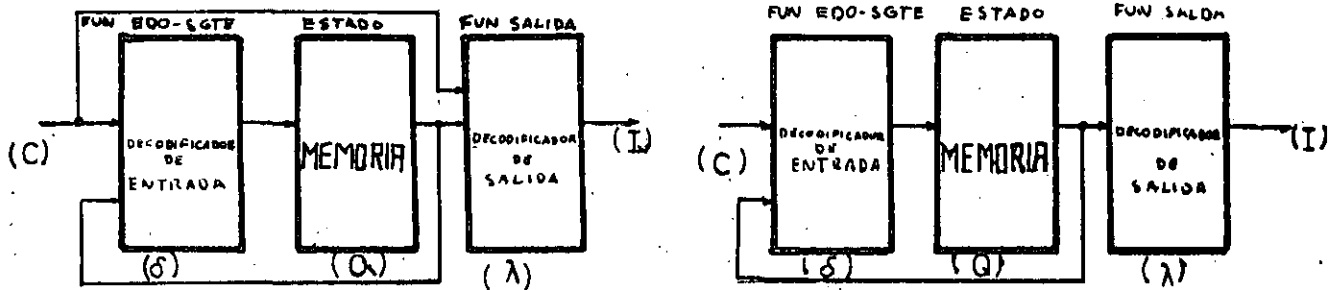 FUN EDO-SGTE
ESTADO
FUN SALIDA
(C)
DECODIFICADOR
DE
ENTRADA
MEMORIA
DECODIFICADOR
DE
SALIDA
(I)
(δ)
(Q)
(λ)
FUN EDO-SGTE
ESTADO
FUN SALDA
(C)
DECODIFICADOR
DE
ENTRADA
MEMORIA
DECODIFICADOR
DE
SALIDA
(I)
(δ)
(Q)
(λ)